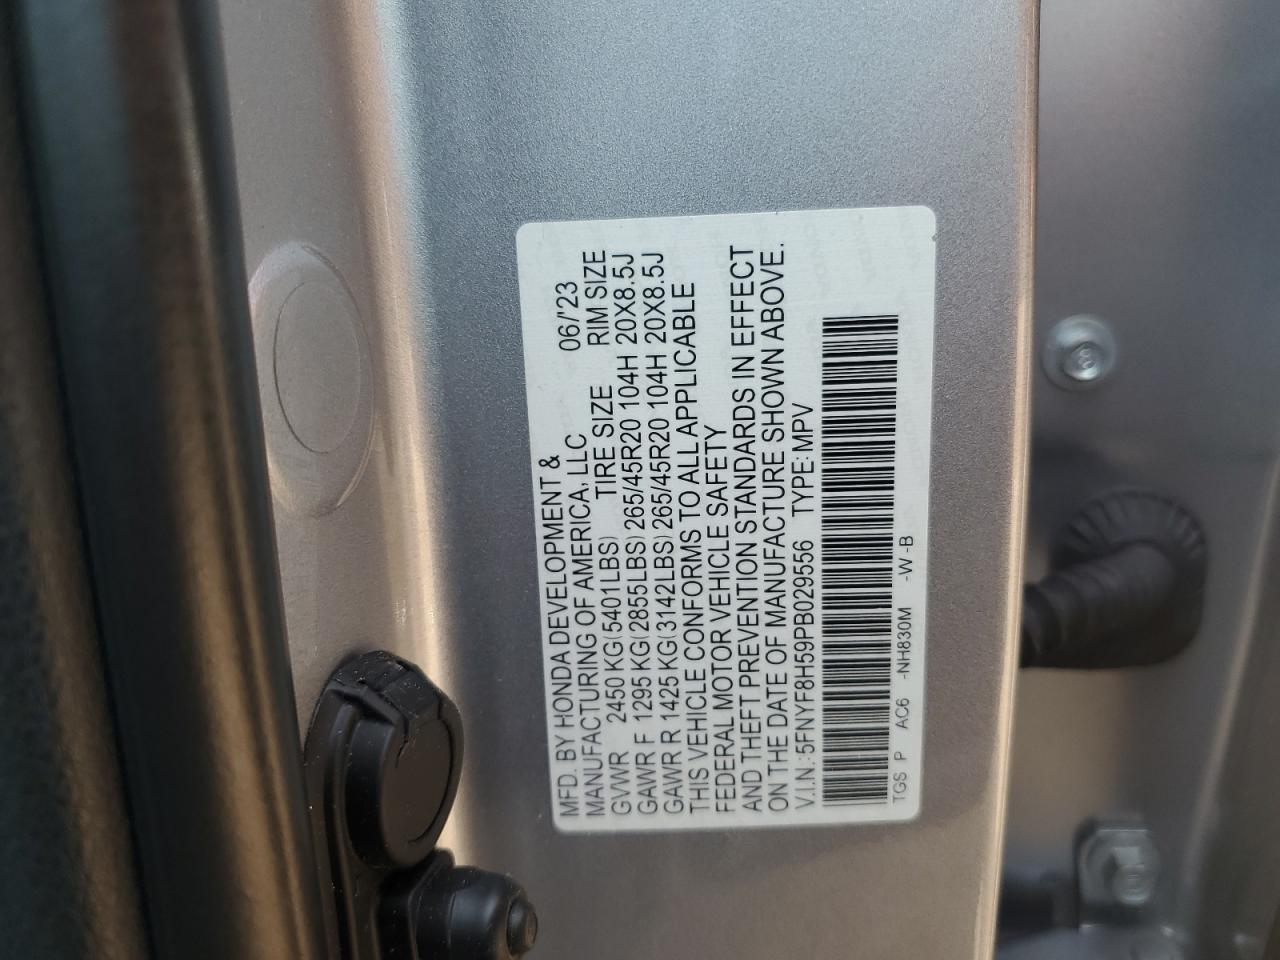 MFD. BY HONDA DEVELOPMENT &
MANUFACTURING OF AMERICA, LLC 06/'23
GVWR 2450 KG(5401LBS) TIRE SIZE RIM SIZE
GAWR F 1295 KG(2855LBS)265/45R20 104H 20X8.5J
GAWR R 1425 KG(3142LBS)265/45R20 104H 20X8.5J
THIS VEHICLE CONFORMS TO ALL APPLICABLE
FEDERAL MOTOR VEHICLE SAFETY
AND THEFT PREVENTION STANDARDS IN EFFECT
ON THE DATE OF MANUFACTURE SHOWN ABOVE.
V.I.N.:5FNYF8H59PB029556 TYPE:MPV
TGS P AC6 -NH830M -W -B